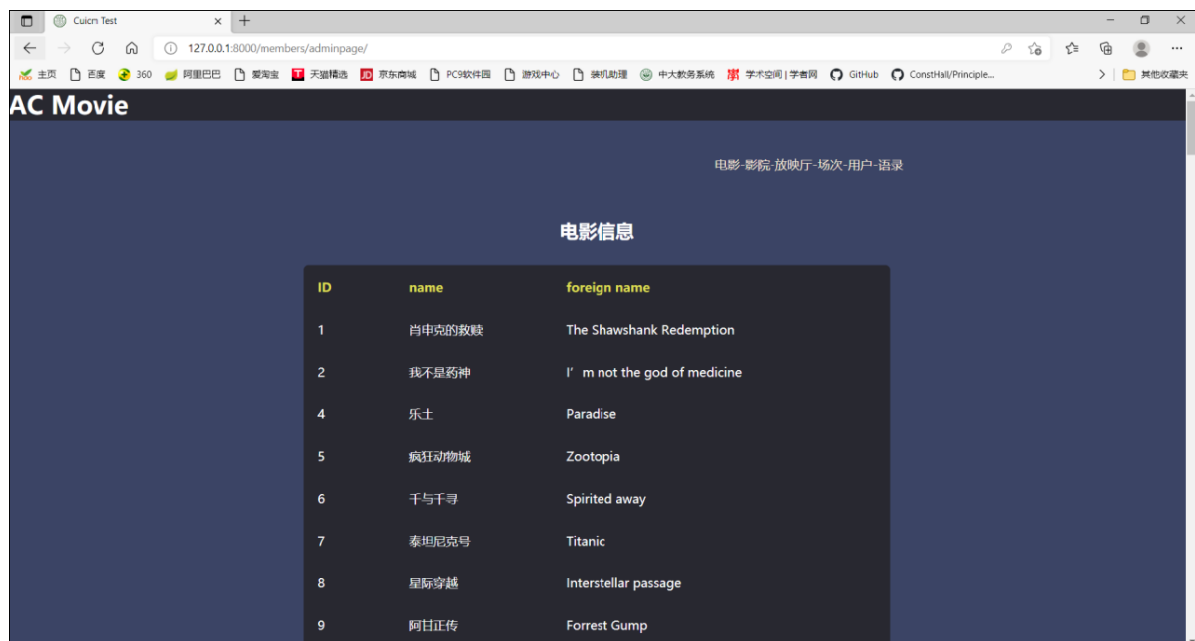 Cuicn Test
127.0.0.1:8000/members/adminpage/
主页 百度 360 阿里巴巴 爱淘宝 天猫精选 京东商城 PC9软件园 游戏中心 装机助理 中大教务系统 学术空间|学者网 GitHub ConstHall/Principle... 其他收藏夹
AC Movie
电影-影院-放映厅-场次-用户-语录
电影信息
ID name foreign name
1 肖申克的救赎 The Shawshank Redemption
2 我不是药神 I’m not the god of medicine
4 乐土 Paradise
5 疯狂动物城 Zootopia
6 千与千寻 Spirited away
7 泰坦尼克号 Titanic
8 星际穿越 Interstellar passage
9 阿甘正传 Forrest Gump